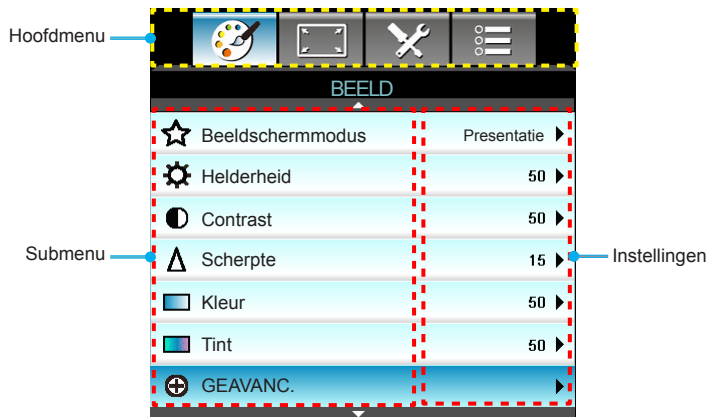 Hoofdmenu
BEELD
Beeldschermmodus Presentatie
Helderheid 50
Contrast 50
Submenu
Scherpte 15
Instellingen
Kleur 50
Tint 50
GEAVANC.